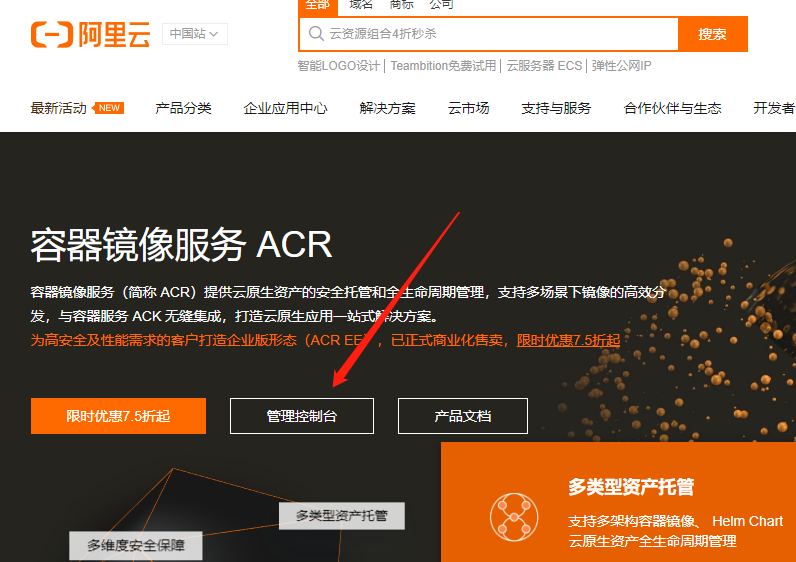 全部 域名 商标 公司
阿里云 中国站
云资源组合4折秒杀 搜索
智能LOGO设计 Teambition免费试用 云服务器 ECS 弹性公网IP
最新活动 NEW 产品分类 企业应用中心 解决方案 云市场 支持与服务 合作伙伴与生态 开发者
容器镜像服务 ACR
容器镜像服务（简称 ACR）提供云原生资产的安全托管和全生命周期管理，支持多场景下镜像的高效分
发，与容器服务 ACK 无缝集成，打造云原生应用一站式解决方案。
为高安全及性能需求的客户打造企业版形态（ACR EE），已正式商业化售卖，限时优惠7.5折起
限时优惠7.5折起 管理控制台 产品文档
多类型资产托管
支持多架构容器镜像、 Helm Chart
云原生资产全生命周期管理
多类型资产托管
多维度安全保障